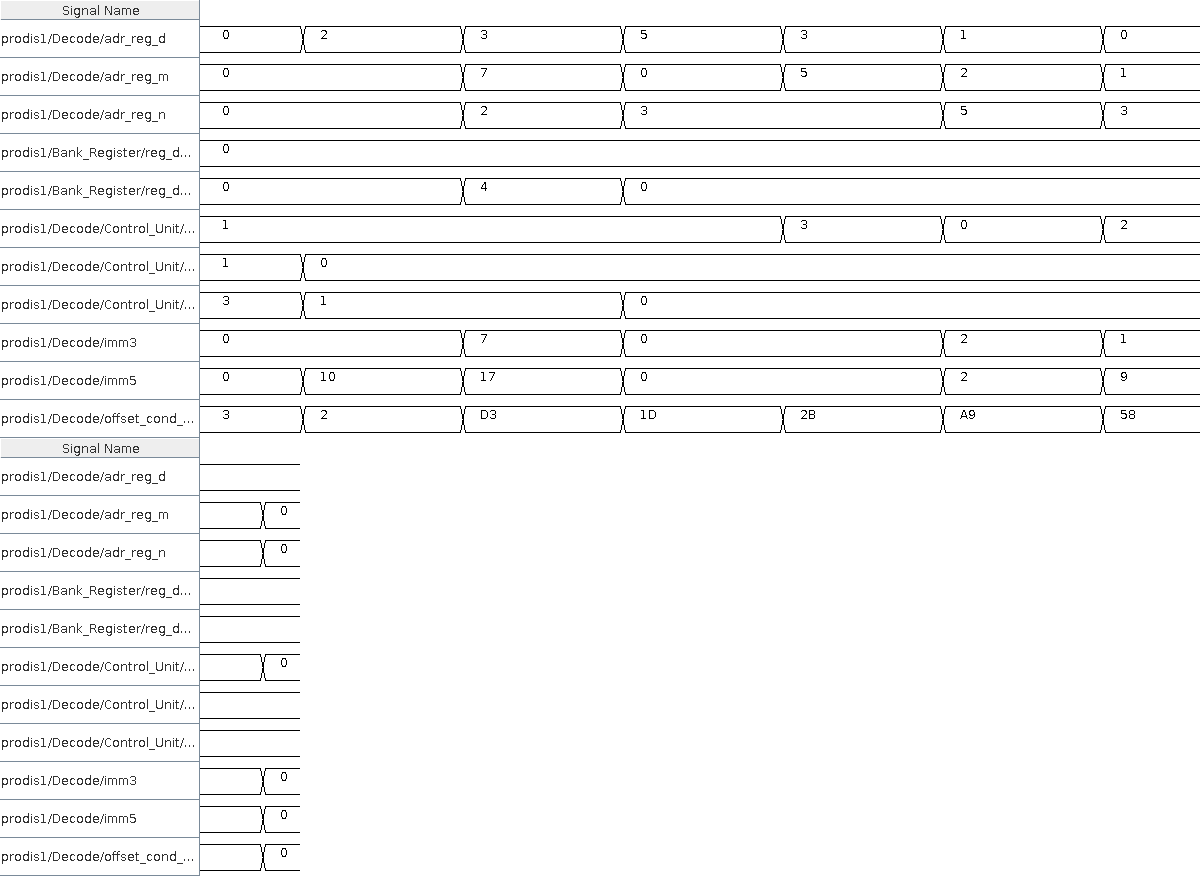 Signal Name
prodis1/Decode/adr_reg_d 0 2 3 5 3 1 0
prodis1/Decode/adr_reg_m 0 7 0 5 2 1
prodis1/Decode/adr_reg_n 0 2 3 5 3
prodis1/Bank_Register/reg_d... 0
prodis1/Bank_Register/reg_d... 0 4 0
prodis1/Decode/Control_Unit/... 1 3 0 2
prodis1/Decode/Control_Unit/... 1 0
prodis1/Decode/Control_Unit/... 3 1 0
prodis1/Decode/imm3 0 7 0 2 1
prodis1/Decode/imm5 0 10 17 0 2 9
prodis1/Decode/offset_cond_... 3 2 D3 1D 2B A9 58
Signal Name
prodis1/Decode/adr_reg_d
prodis1/Decode/adr_reg_m 0
prodis1/Decode/adr_reg_n 0
prodis1/Bank_Register/reg_d...
prodis1/Bank_Register/reg_d...
prodis1/Decode/Control_Unit/... 0
prodis1/Decode/Control_Unit/...
prodis1/Decode/Control_Unit/...
prodis1/Decode/imm3 0
prodis1/Decode/imm5 0
prodis1/Decode/offset_cond_... 0